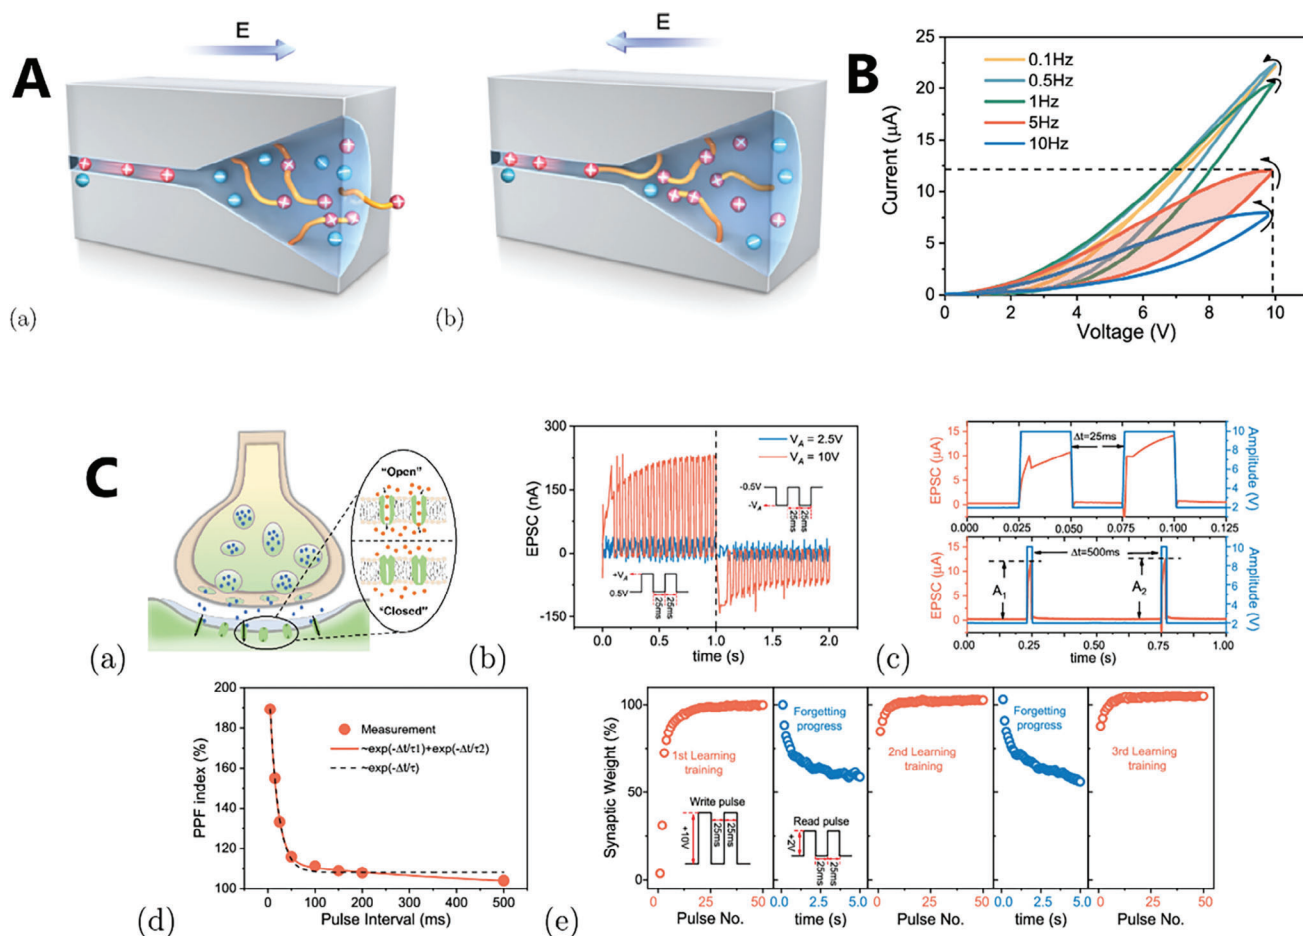 A
E
E
(a)
(b)
B
Current (μA)
25
20
15
10
5
0
0.1Hz
0.5Hz
1Hz
5Hz
10Hz
0 2 4 6 8 10
Voltage (V)
C
"Open"
"Closed"
(a)
EPSC (nA)
300
150
0
-150
V_A = 2.5V
V_A = 10V
-0.5V
-V_A
25ms
25ms
+V_A
0.5V
25ms
25ms
0.0 0.5 1.0 1.5 2.0
time (s)
(b)
EPSC (μA)
15
10
5
0
Δt=25ms
10
8
6
4
2
Amplitude (V)
0.000 0.025 0.050 0.075 0.100 0.125
EPSC (μA)
15
10
5
0
Δt=500ms
A1
A2
10
8
6
4
2
Amplitude (V)
0.00 0.25 0.50 0.75 1.00
time (s)
(c)
PPF index (%)
200
180
160
140
120
100
Measurement
~exp(-Δt/τ1)+exp(-Δt/τ2)
~exp(-Δt/τ)
0 100 200 300 400 500
Pulse Interval (ms)
(d)
Synaptic Weight (%)
100
75
50
25
0
1st Learning
training
Write pulse
+10V
25ms
25ms
0 25 50
Pulse No.
Forgetting
progress
Read pulse
+2V
25ms
25ms
0.0 2.5 5.0
time (s)
2nd Learning
training
0 25 50
Pulse No.
Forgetting
progress
0.0 2.5 5.0
time (s)
3rd Learning
training
0 25 50
Pulse No.
(e)